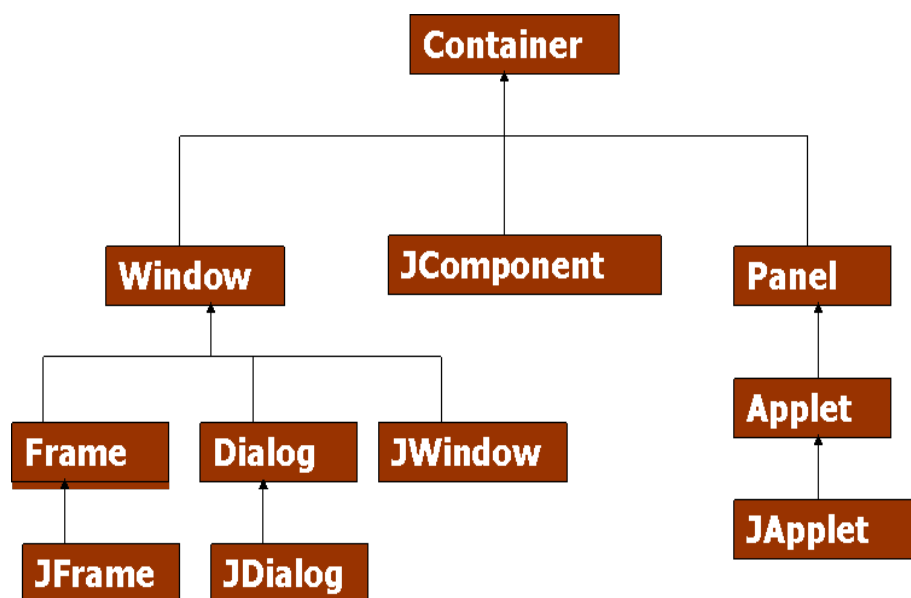 Container
Window
JComponent
Panel
Applet
Frame
Dialog
JWindow
JApplet
JFrame
JDialog